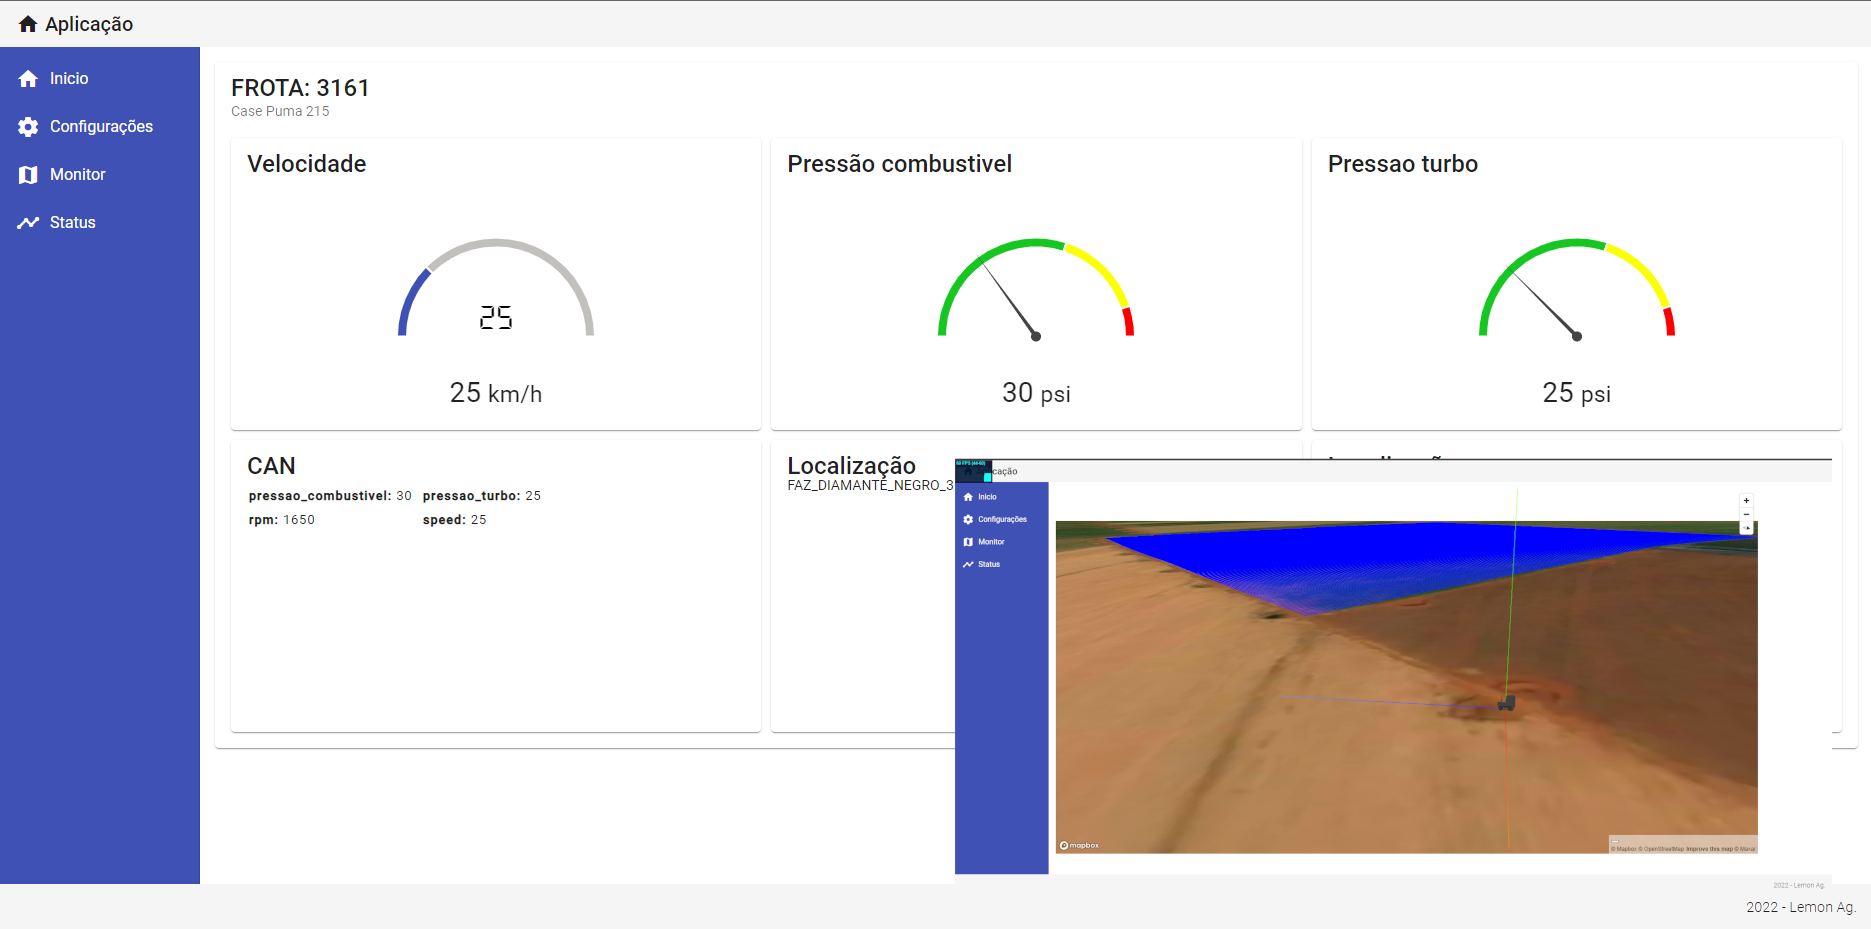 Aplicação
Inicio
Configurações
Monitor
Status
FROTA: 3161
Case Puma 215
Velocidade
25
25 km/h
Pressão combustivel
30 psi
Pressao turbo
25 psi
CAN
pressao_combustivel: 30 pressao_turbo: 25
rpm: 1650 speed: 25
Localização
FAZ_DIAMANTE_NEGRO_3
Inicio
Configurações
Monitor
Status
+
−
mapbox
© Mapbox © OpenStreetMap Improve this map © Maxar
2022 - Lemon Ag.
2022 - Lemon Ag.